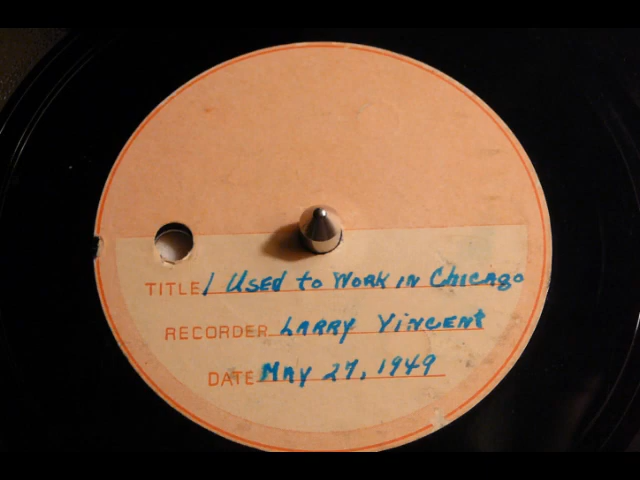 TITLE I USED to WORK IN CHICAGO
RECORDER LARRY VINCENT
DATE MAY 27, 1949